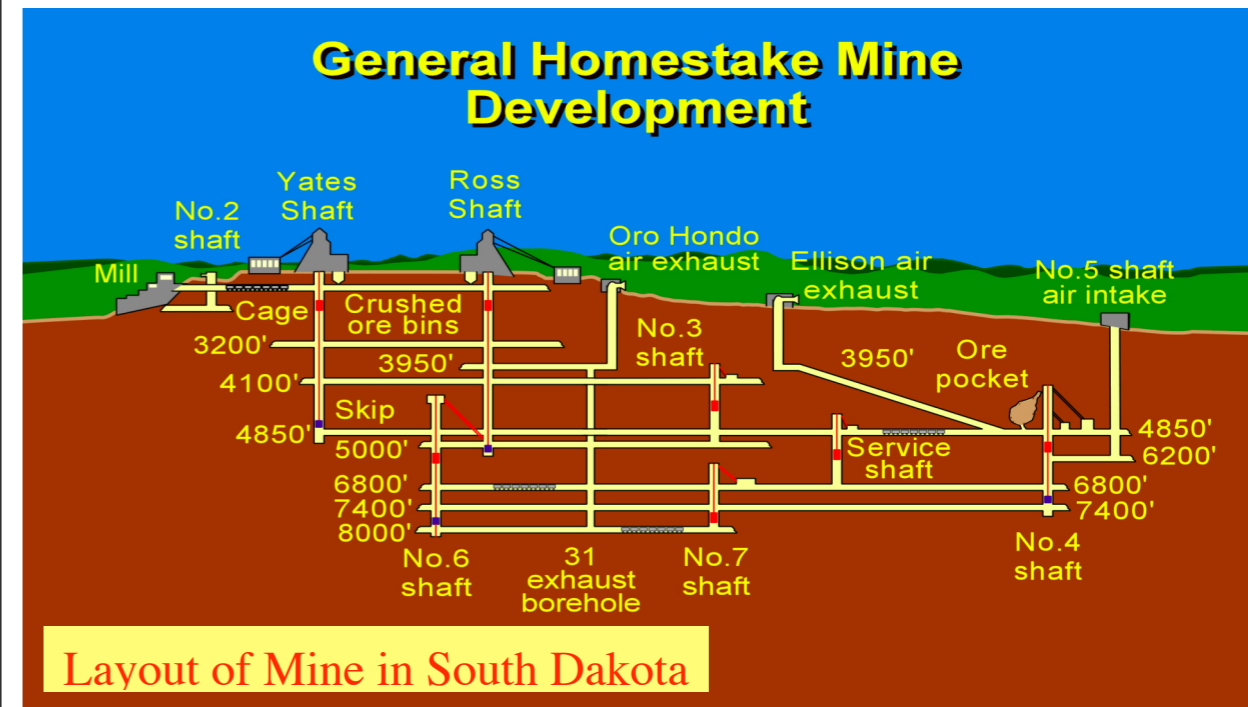 General Homestake Mine
Development
Yates
Shaft
Ross
Shaft
No.2
shaft
Oro Hondo
air exhaust
Ellison air
exhaust
No.5 shaft
air intake
Mill
Cage
Crushed
ore bins
No.3
shaft
3200'
3950'
3950'
Ore
pocket
4100'
Skip
4850'
5000'
Service
shaft
4850'
6200'
6800'
7400'
8000'
6800'
7400'
No.6
shaft
31
exhaust
borehole
No.7
shaft
No.4
shaft
Layout of Mine in South Dakota